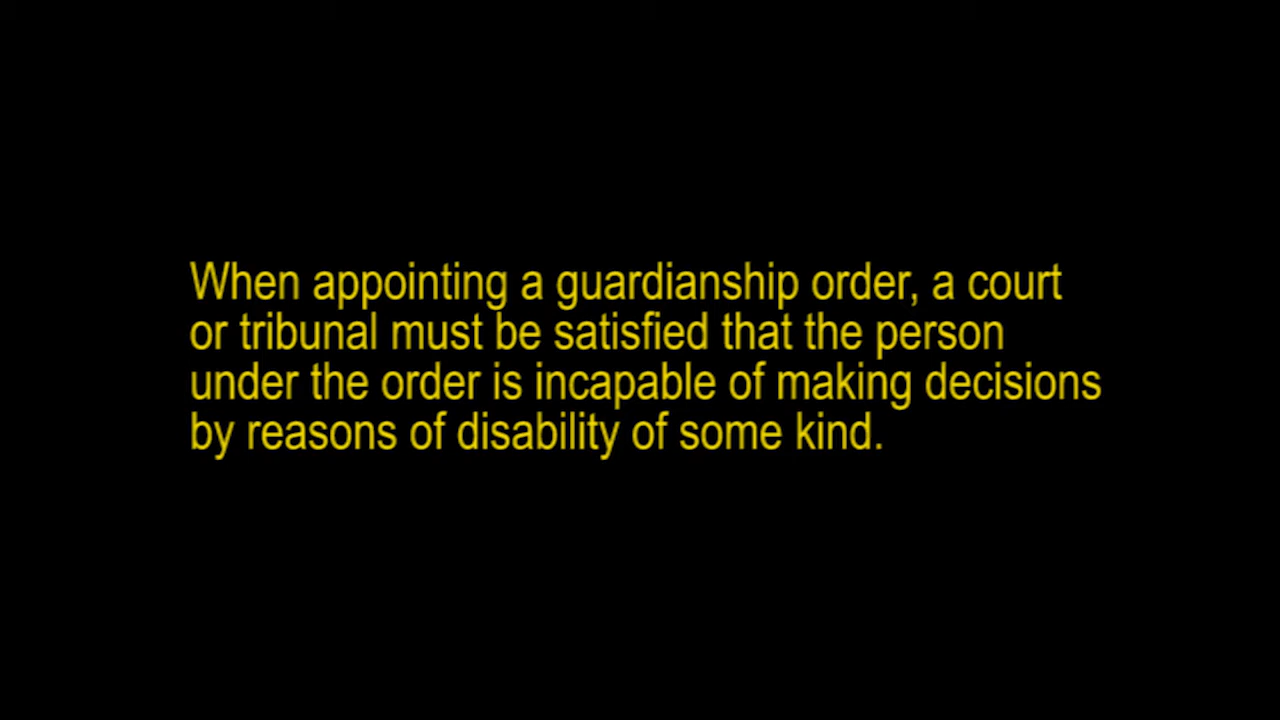 When appointing a guardianship order, a court
or tribunal must be satisfied that the person
under the order is incapable of making decisions
by reasons of disability of some kind.